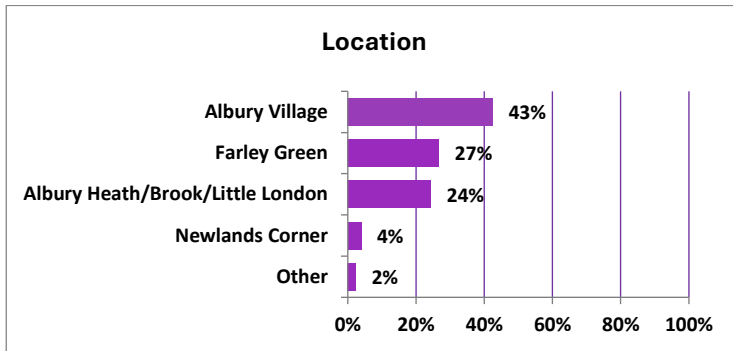 Location
Albury Village 43%
Farley Green 27%
Albury Heath/Brook/Little London 24%
Newlands Corner 4%
Other 2%
0% 20% 40% 60% 80% 100%